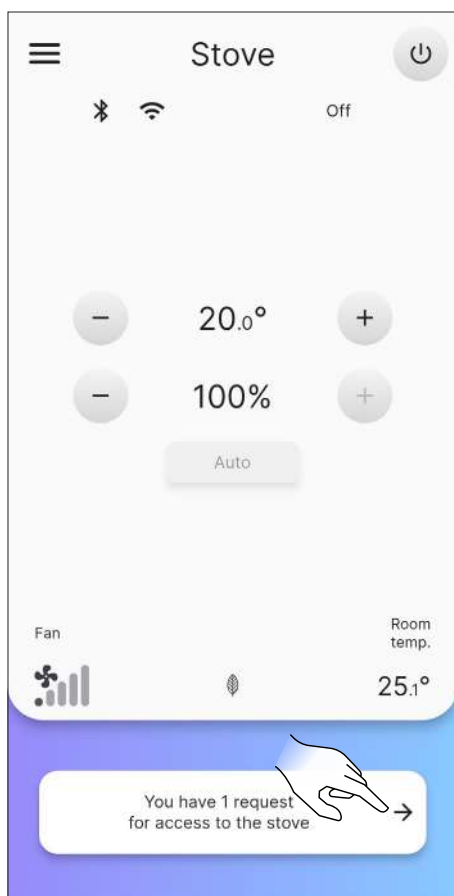 Stove
Off
− 20.0° +
− 100% +
Auto
Fan
Room
temp.
25.1°
You have 1 request
for access to the stove →